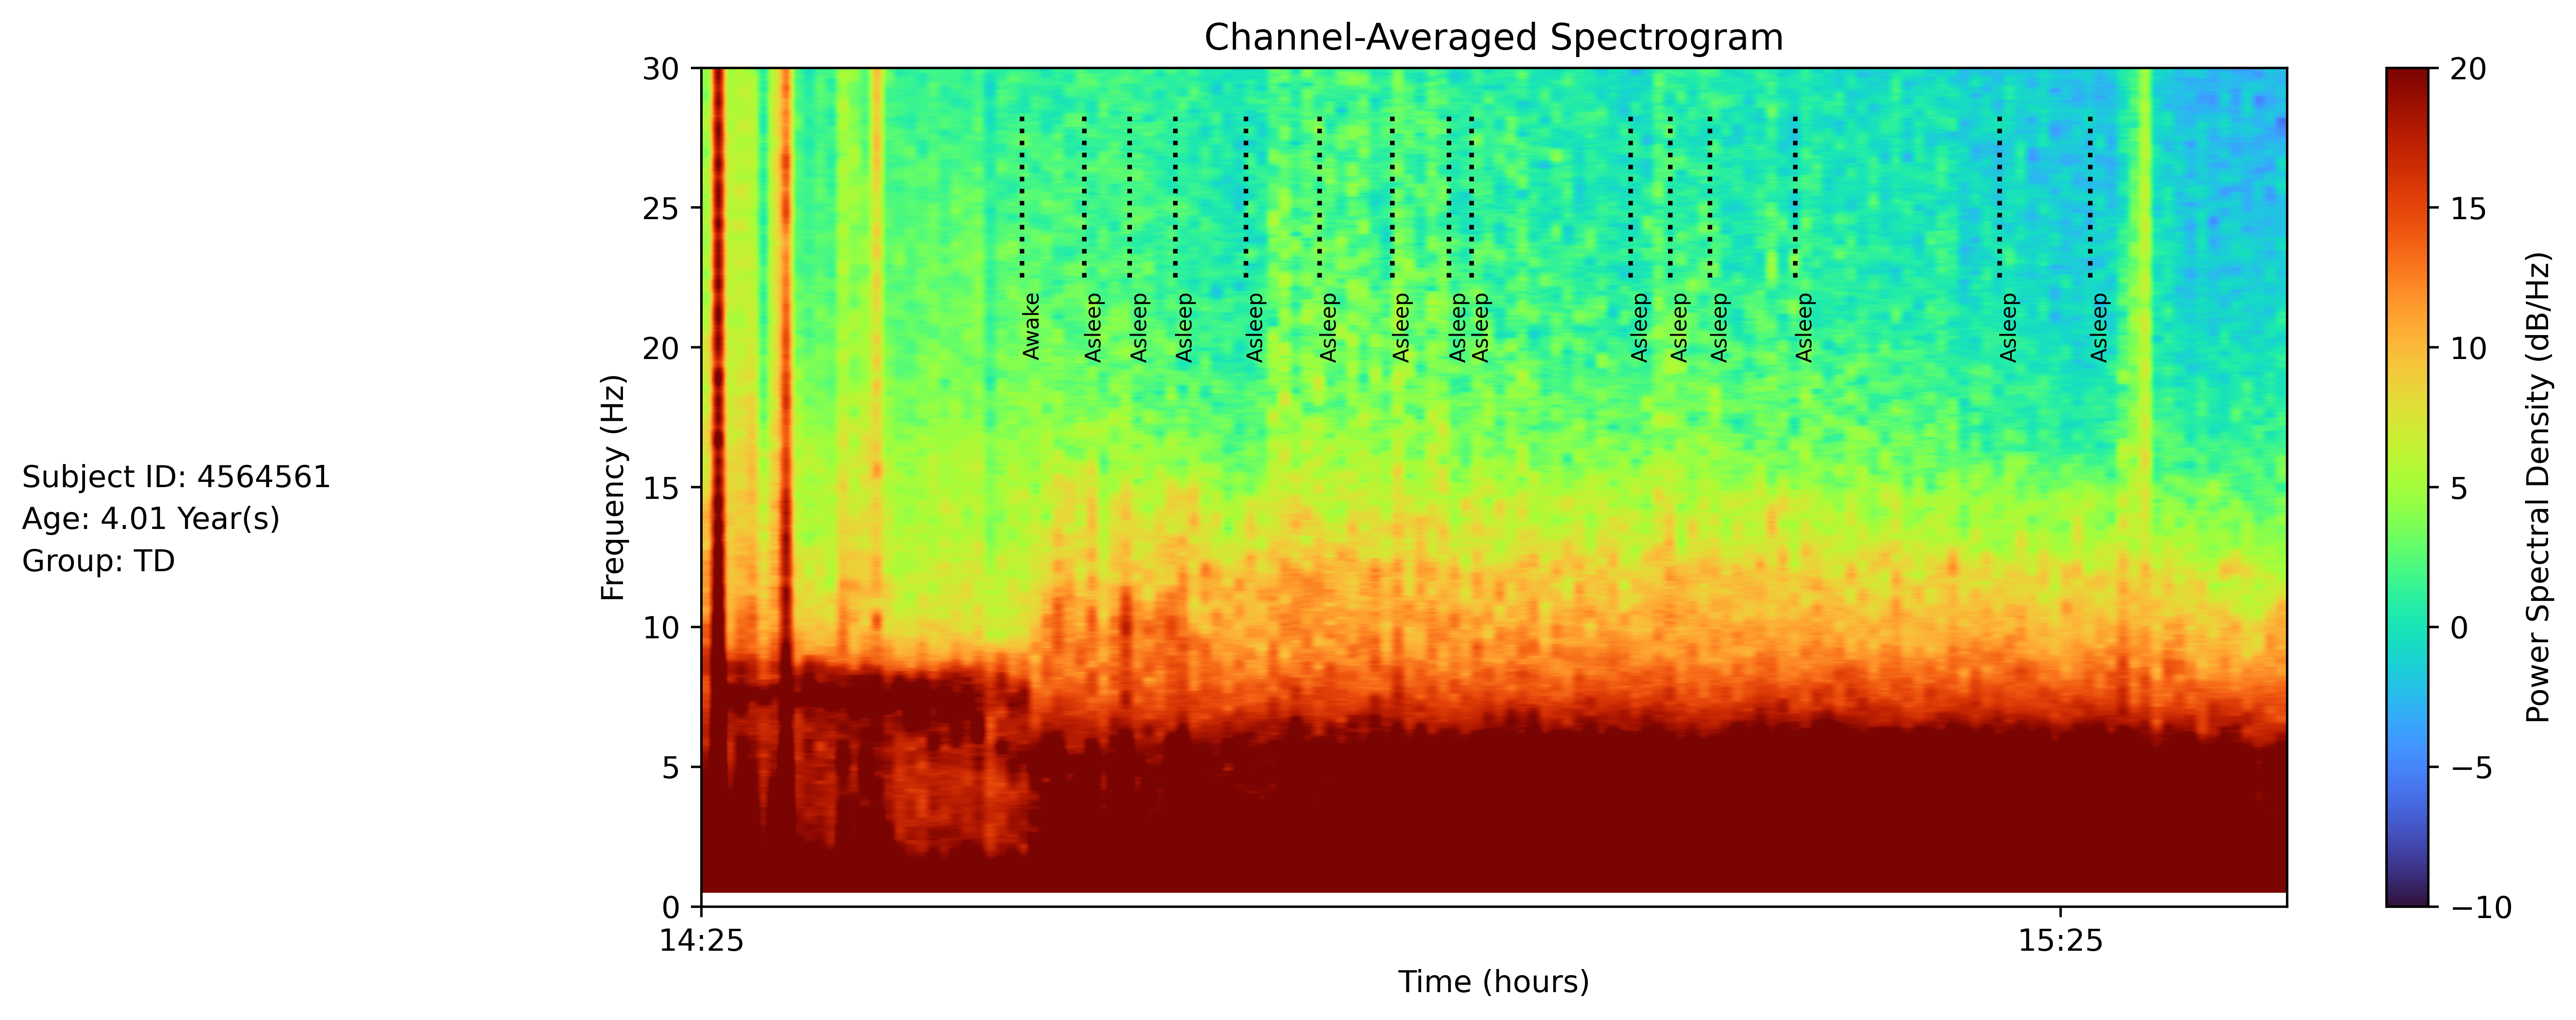 Channel-Averaged Spectrogram
Subject ID: 4564561
Age: 4.01 Year(s)
Group: TD
Frequency (Hz)
30
25
20
15
10
5
0
Awake
Asleep
Asleep
Asleep
Asleep
Asleep
Asleep
Asleep
Asleep
Asleep
Asleep
Asleep
Asleep
Asleep
Asleep
14:25
15:25
Time (hours)
20
15
10
5
0
−5
−10
Power Spectral Density (dB/Hz)